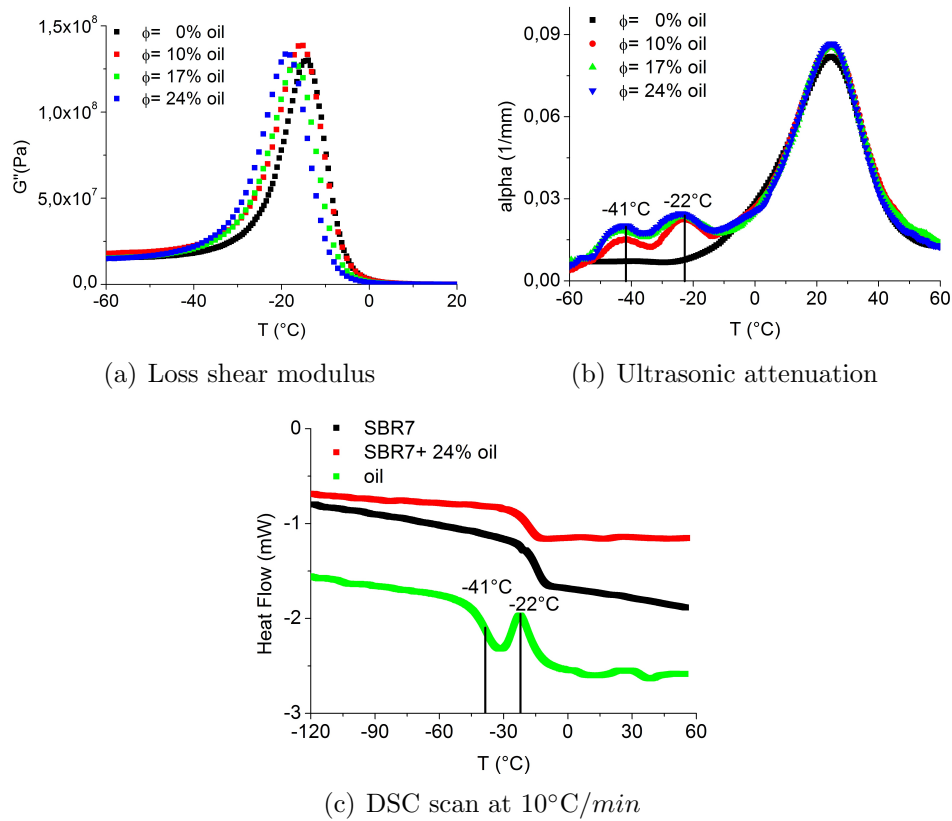 1,5x10⁸
1,0x10⁸
5,0x10⁷
0,0
G"(Pa)
ϕ= 0% oil
ϕ= 10% oil
ϕ= 17% oil
ϕ= 24% oil
-60 -40 -20 0 20
T (°C)
(a) Loss shear modulus
0,09
0,06
0,03
0,00
alpha (1/mm)
ϕ= 0% oil
ϕ= 10% oil
ϕ= 17% oil
ϕ= 24% oil
-41°C
-22°C
-60 -40 -20 0 20 40 60
T (°C)
(b) Ultrasonic attenuation
0
-1
-2
-3
Heat Flow (mW)
SBR7
SBR7+ 24% oil
oil
-41°C
-22°C
-120 -90 -60 -30 0 30 60
T (°C)
(c) DSC scan at 10°C/min